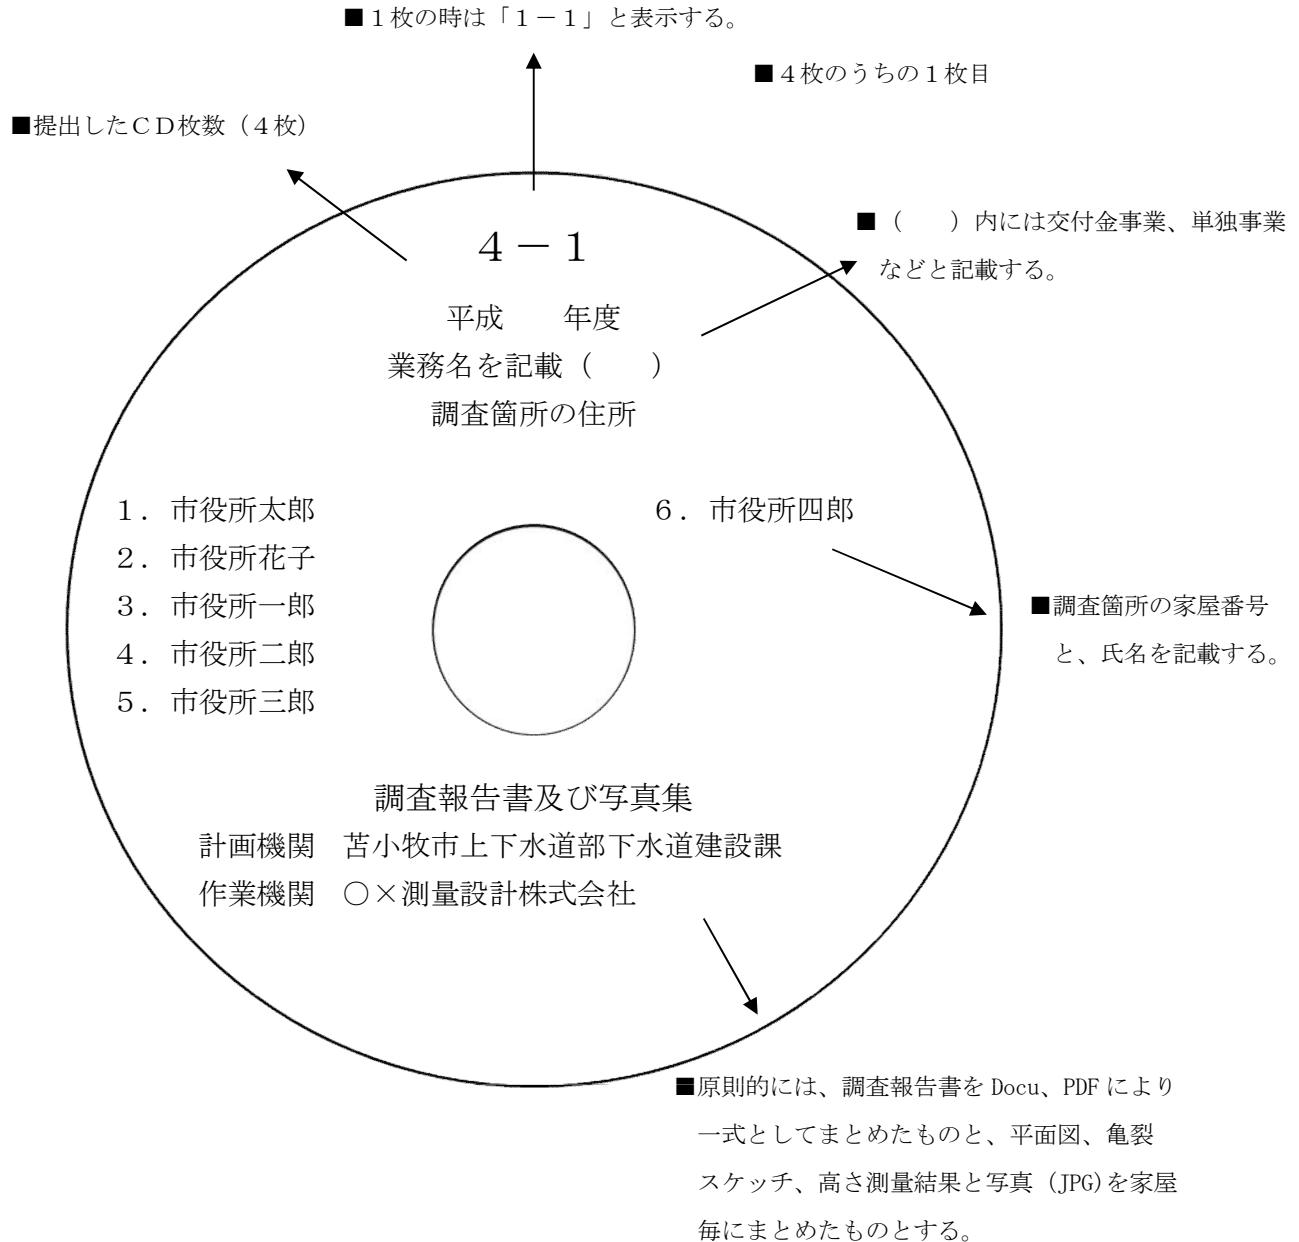 ■１枚の時は「１－１」と表示する。
■４枚のうちの１枚目
■提出したＣＤ枚数（４枚）
■（　　）内には交付金事業、単独事業
などと記載する。
４－１
平成　　年度
業務名を記載（　　）
調査箇所の住所
１．市役所太郎
２．市役所花子
３．市役所一郎
４．市役所二郎
５．市役所三郎
６．市役所四郎
■調査箇所の家屋番号
と、氏名を記載する。
調査報告書及び写真集
計画機関　苫小牧市上下水道部下水道建設課
作業機関　○×測量設計株式会社
■原則的には、調査報告書を Docu、PDF により
一式としてまとめたものと、平面図、亀裂
スケッチ、高さ測量結果と写真（JPG)を家屋
毎にまとめたものとする。